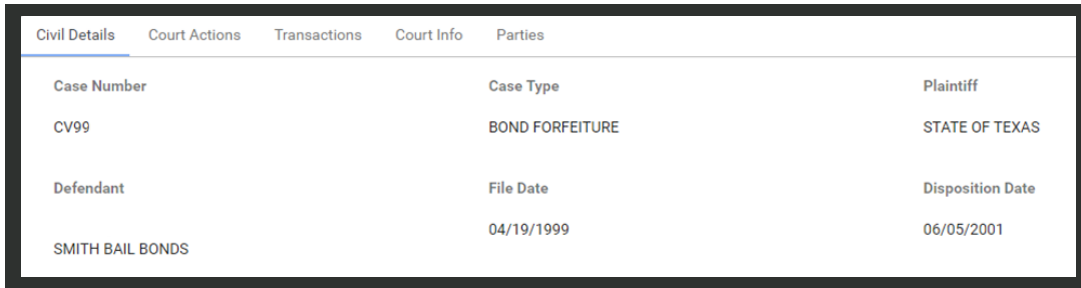 Civil Details Court Actions Transactions Court Info Parties
Case Number Case Type Plaintiff
CV99 BOND FORFEITURE STATE OF TEXAS
Defendant File Date Disposition Date
04/19/1999 06/05/2001
SMITH BAIL BONDS